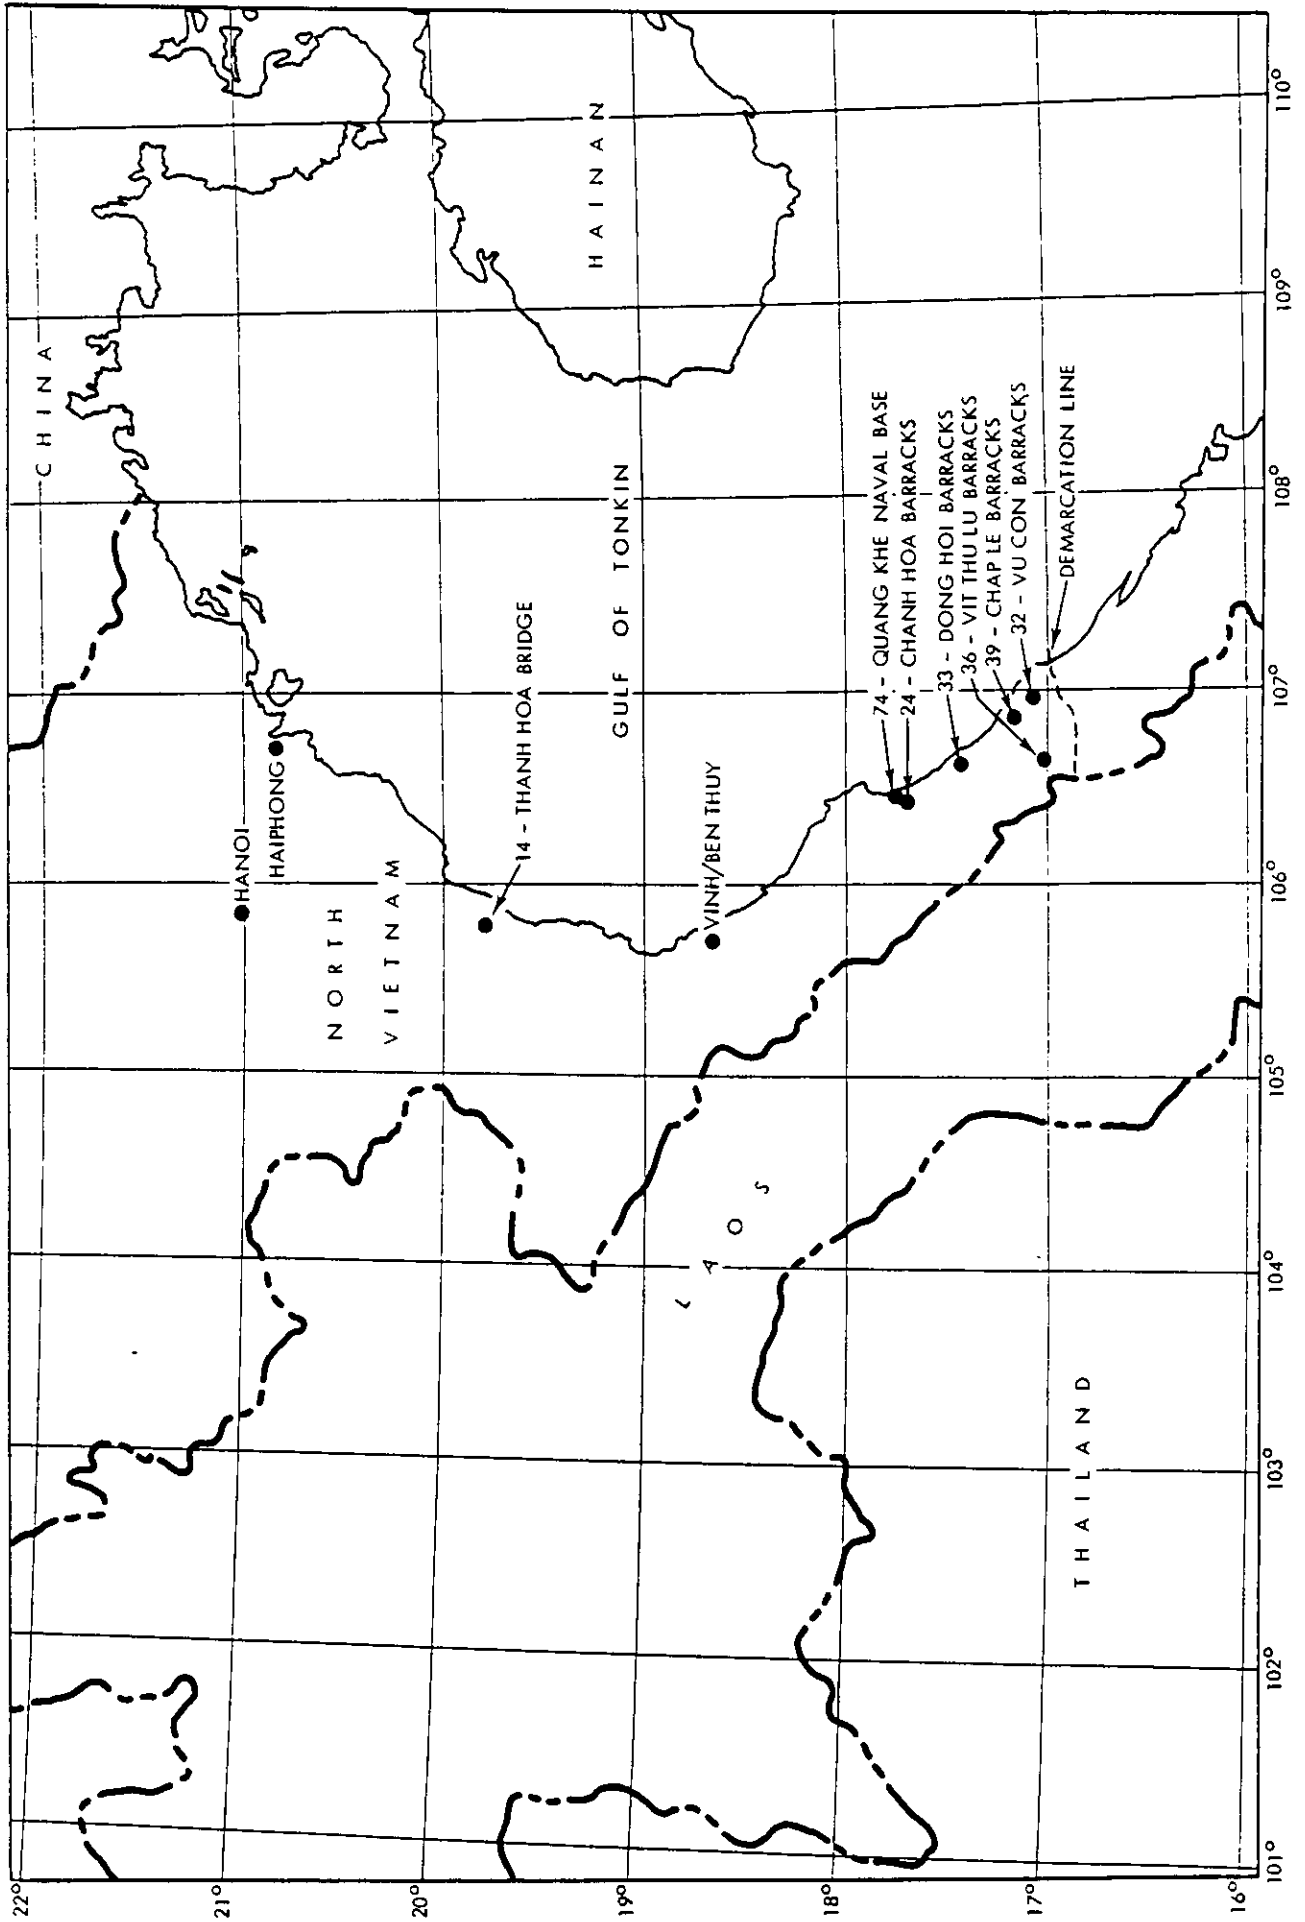 CHINA
HANOI
HAIPHONG
NORTH
VIETNAM
14 - THANH HOA BRIDGE
HAINAN
GULF OF TONKIN
VINH/BEN THUY
74 - QUANG KHE NAVAL BASE
24 - CHANH HOA BARRACKS
33 - DONG HOI BARRACKS
36 - VIT THU LU BARRACKS
39 - CHAP LE BARRACKS
32 - VU CON BARRACKS
DEMARCATION LINE
LAOS
THAILAND
22°
21°
20°
19°
18°
17°
16°
101°
102°
103°
104°
105°
106°
107°
108°
109°
110°